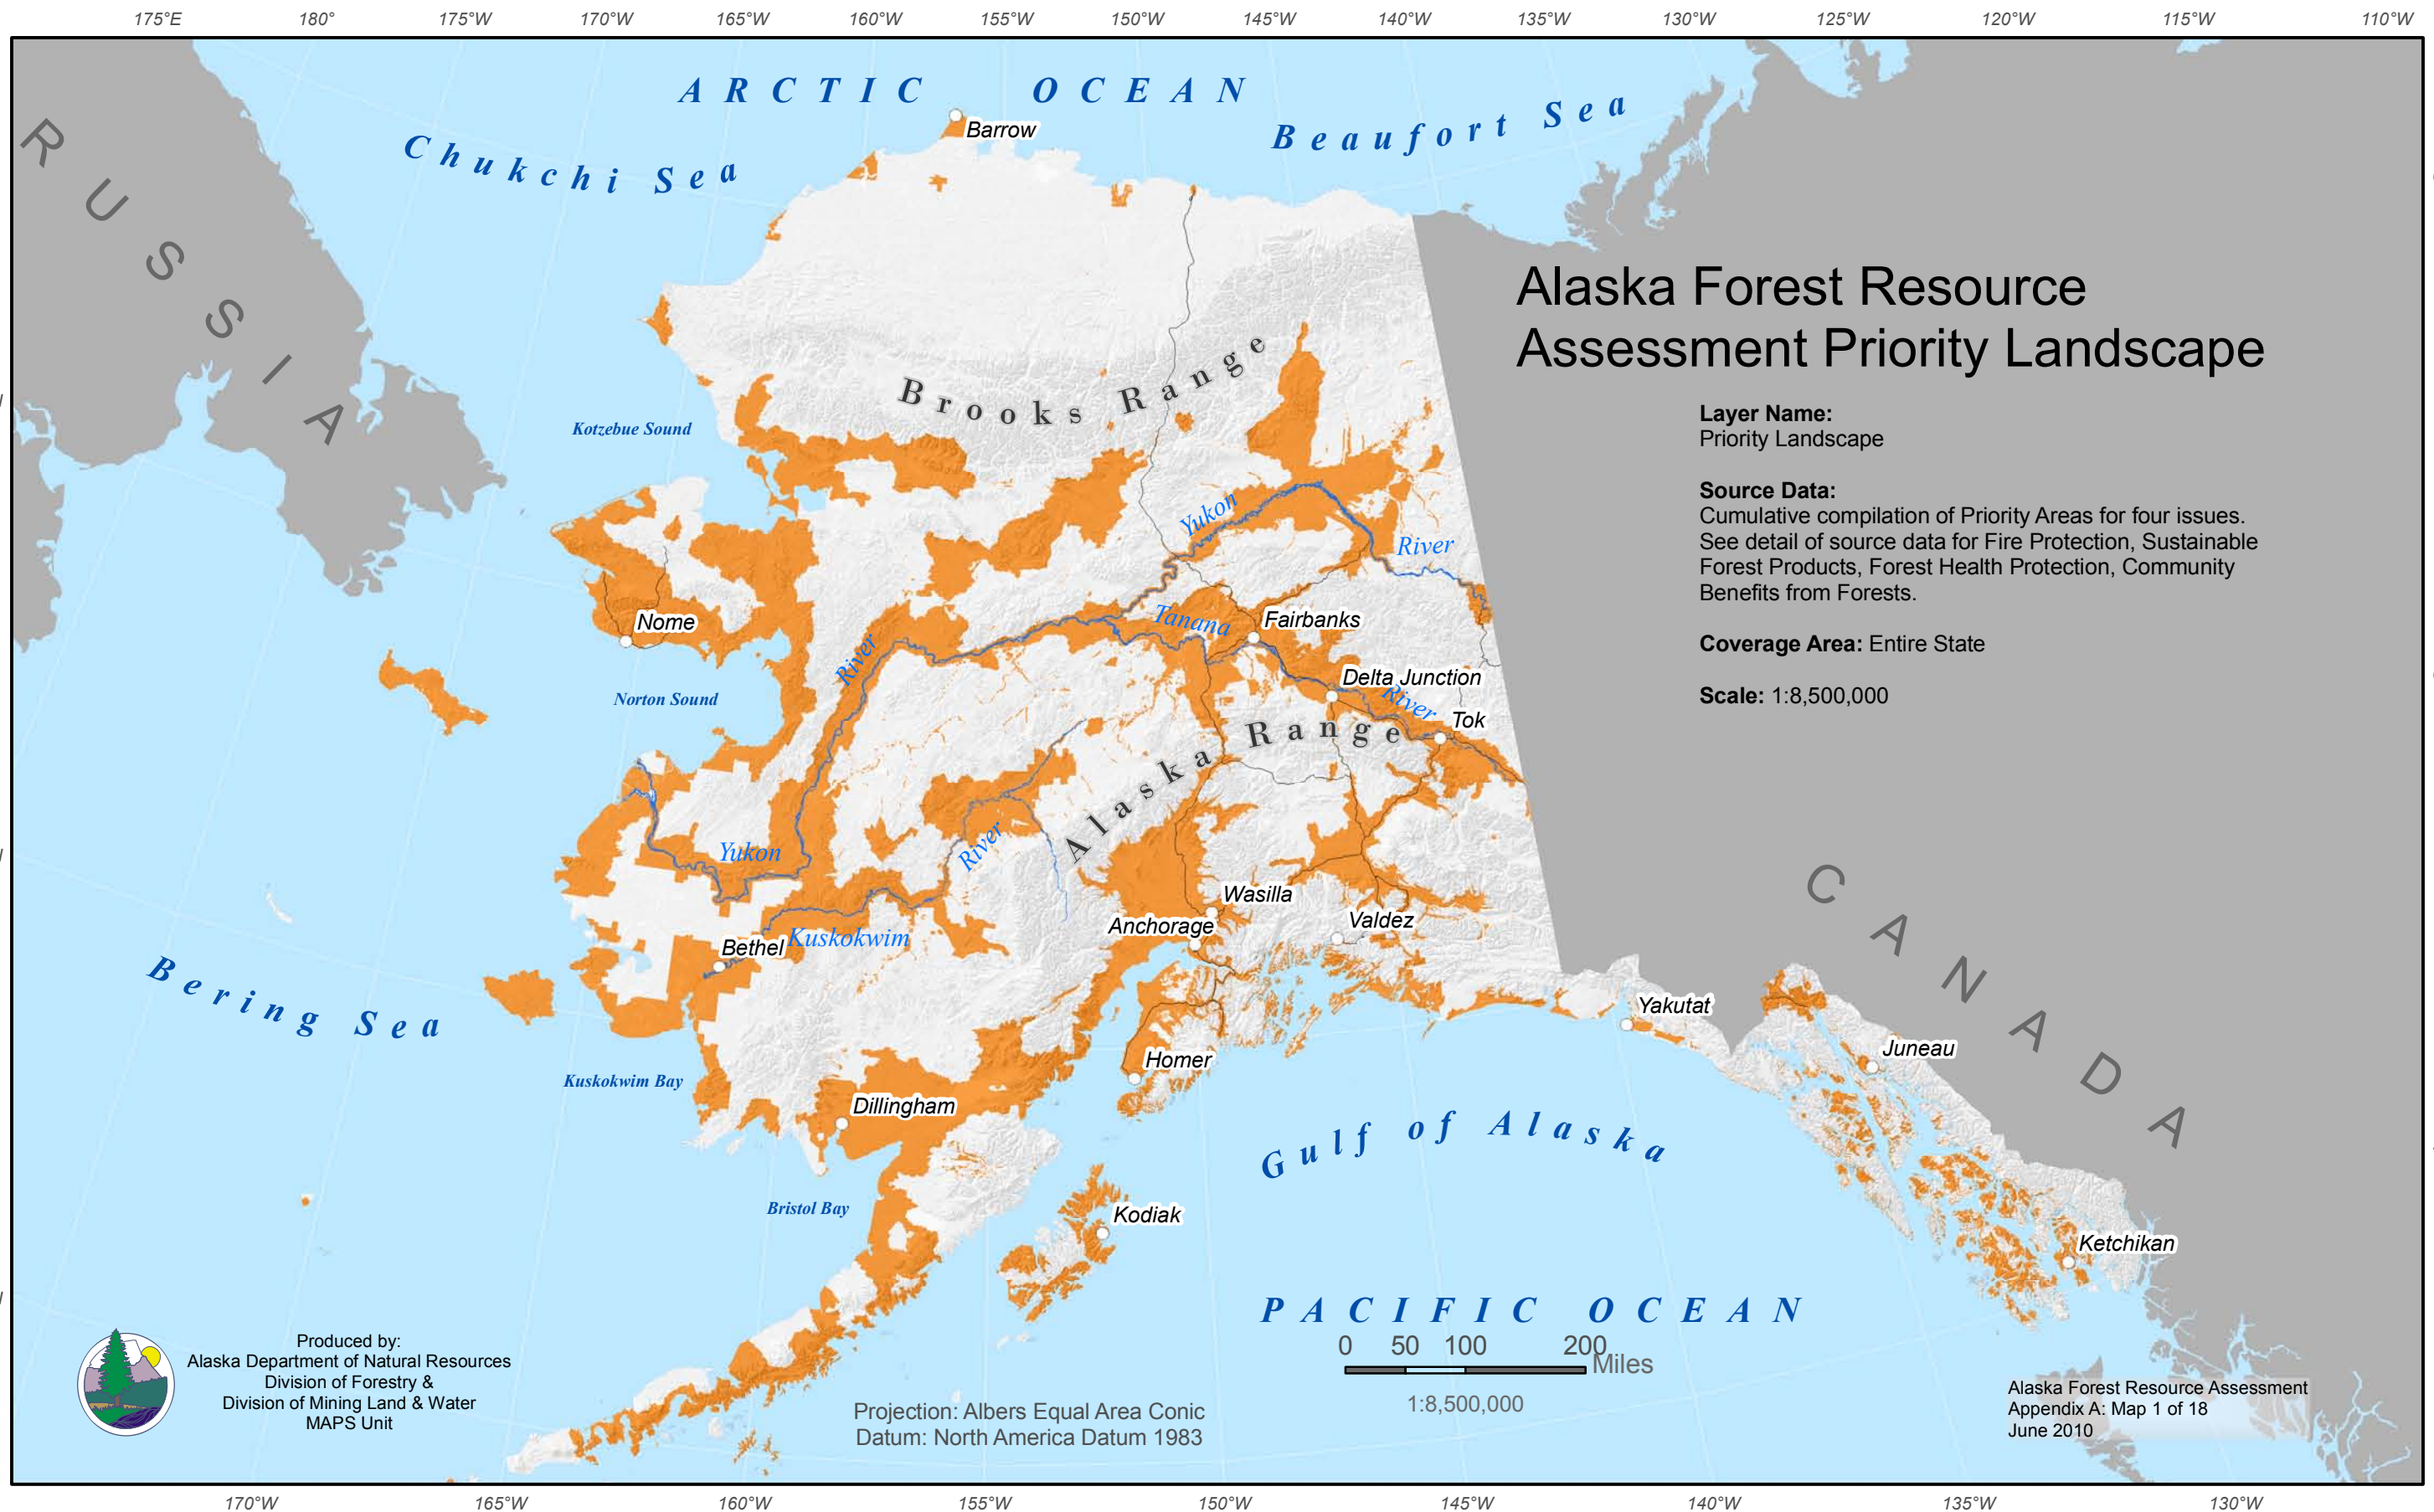 175°E 180° 175°W 170°W 165°W 160°W 155°W 150°W 145°W 140°W 135°W 130°W 125°W 120°W 115°W 110°W
ARCTIC OCEAN
Beaufort Sea
Chukchi Sea
Barrow
RUSSIA
Alaska Forest Resource
Assessment Priority Landscape
Layer Name:
Priority Landscape
Source Data:
Cumulative compilation of Priority Areas for four issues.
See detail of source data for Fire Protection, Sustainable
Forest Products, Forest Health Protection, Community
Benefits from Forests.
Coverage Area: Entire State
Scale: 1:8,500,000
Brooks Range
Kotzebue Sound
Yukon
River
Nome
Tanana
Fairbanks
River
Norton Sound
Delta Junction
River
Tok
Alaska Range
Yukon
River
Wasilla
Anchorage
Valdez
Bethel
Kuskokwim
CANADA
Bering Sea
Yakutat
Juneau
Homer
Kuskokwim Bay
Dillingham
Gulf of Alaska
Bristol Bay
Kodiak
Ketchikan
PACIFIC OCEAN
0 50 100 200
Miles
1:8,500,000
Produced by:
Alaska Department of Natural Resources
Division of Forestry &
Division of Mining Land & Water
MAPS Unit
Projection: Albers Equal Area Conic
Datum: North America Datum 1983
Alaska Forest Resource Assessment
Appendix A: Map 1 of 18
June 2010
170°W 165°W 160°W 155°W 150°W 145°W 140°W 135°W 130°W